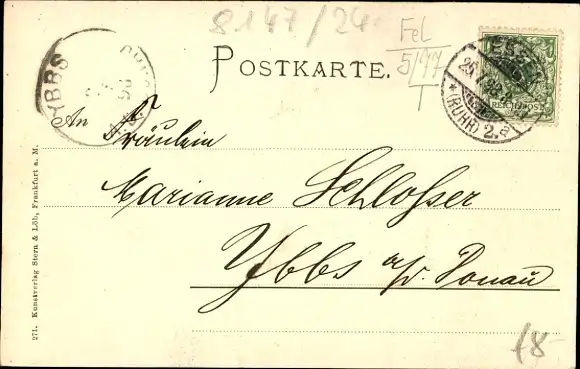 8147/24
Fel
5/77
T
POSTKARTE.
YBBS
ESSEN
REICHSPOST
*(RUHR) 2.a
An Fräulein
Marianne Schlosser
Ybbs a/d. Donau
271. Kunstverlag Stern & Löb, Frankfurt a. M.
18-